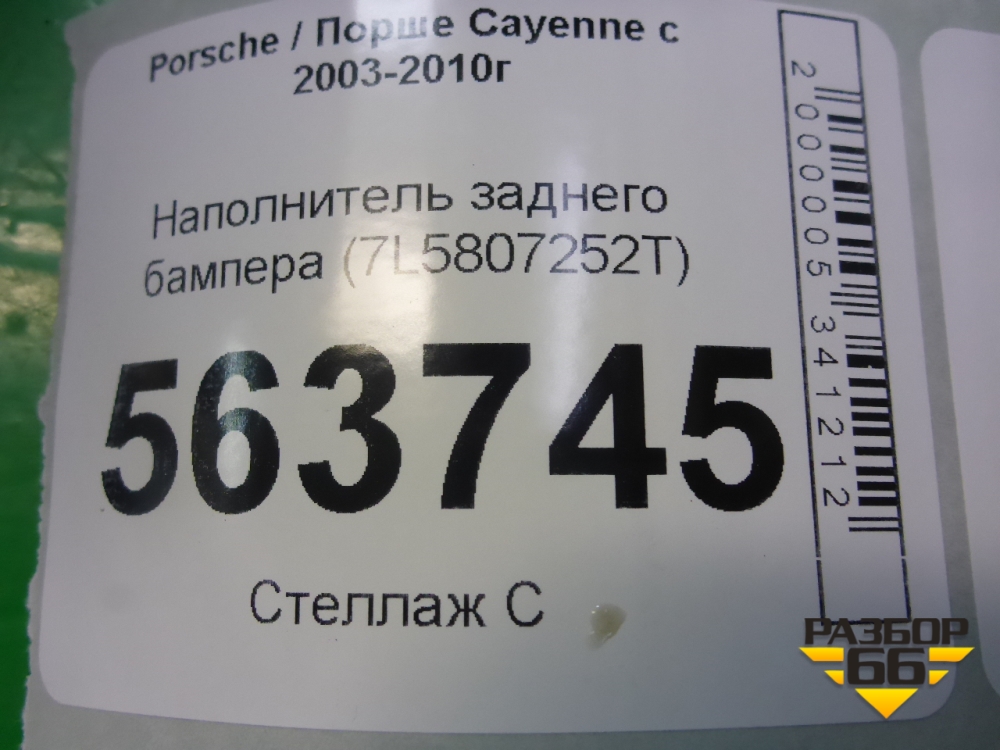 Porsche / Порше Cayenne с
2003-2010г
Наполнитель заднего
бампера (7L5807252T)
563745
Стеллаж С
2000005341212
РАЗБОР
66